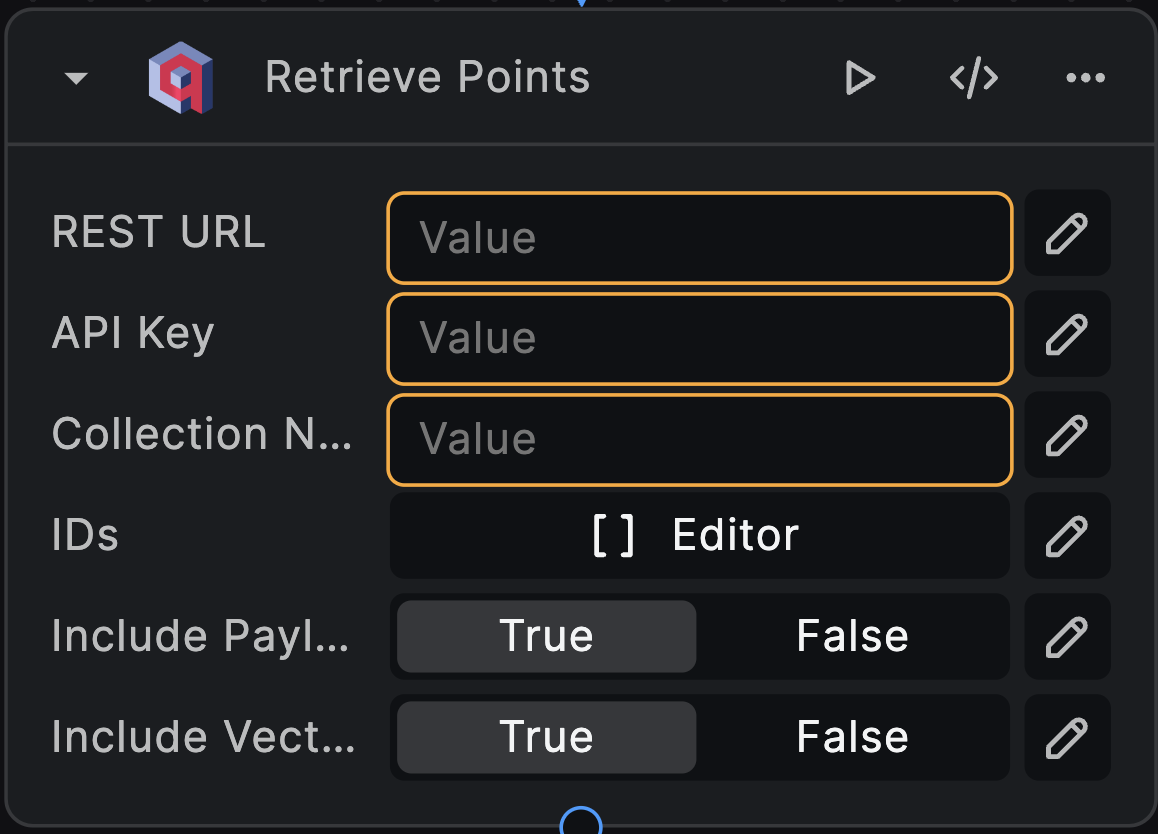 Retrieve Points
REST URL Value
API Key Value
Collection N... Value
IDs [ ] Editor
Include Payl... True False
Include Vect... True False